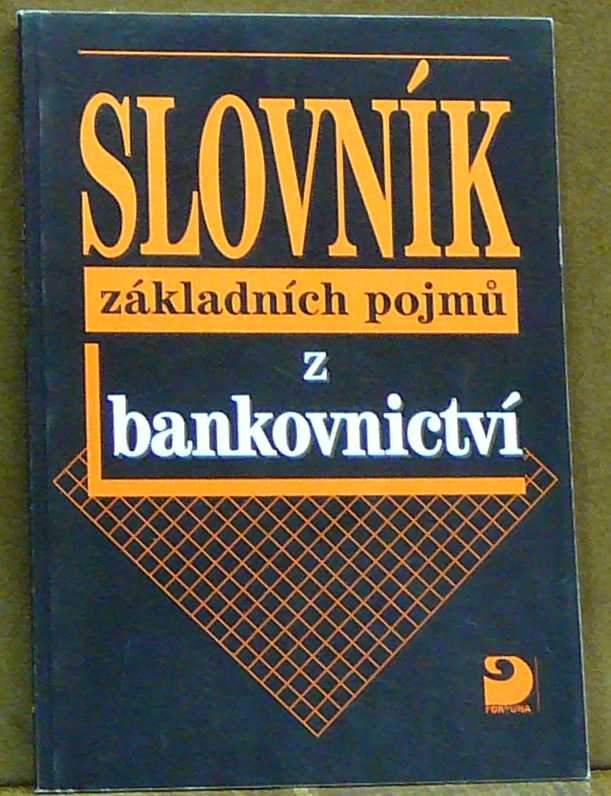 SLOVNÍK
základních pojmů
z
bankovnictví
FORTUNA